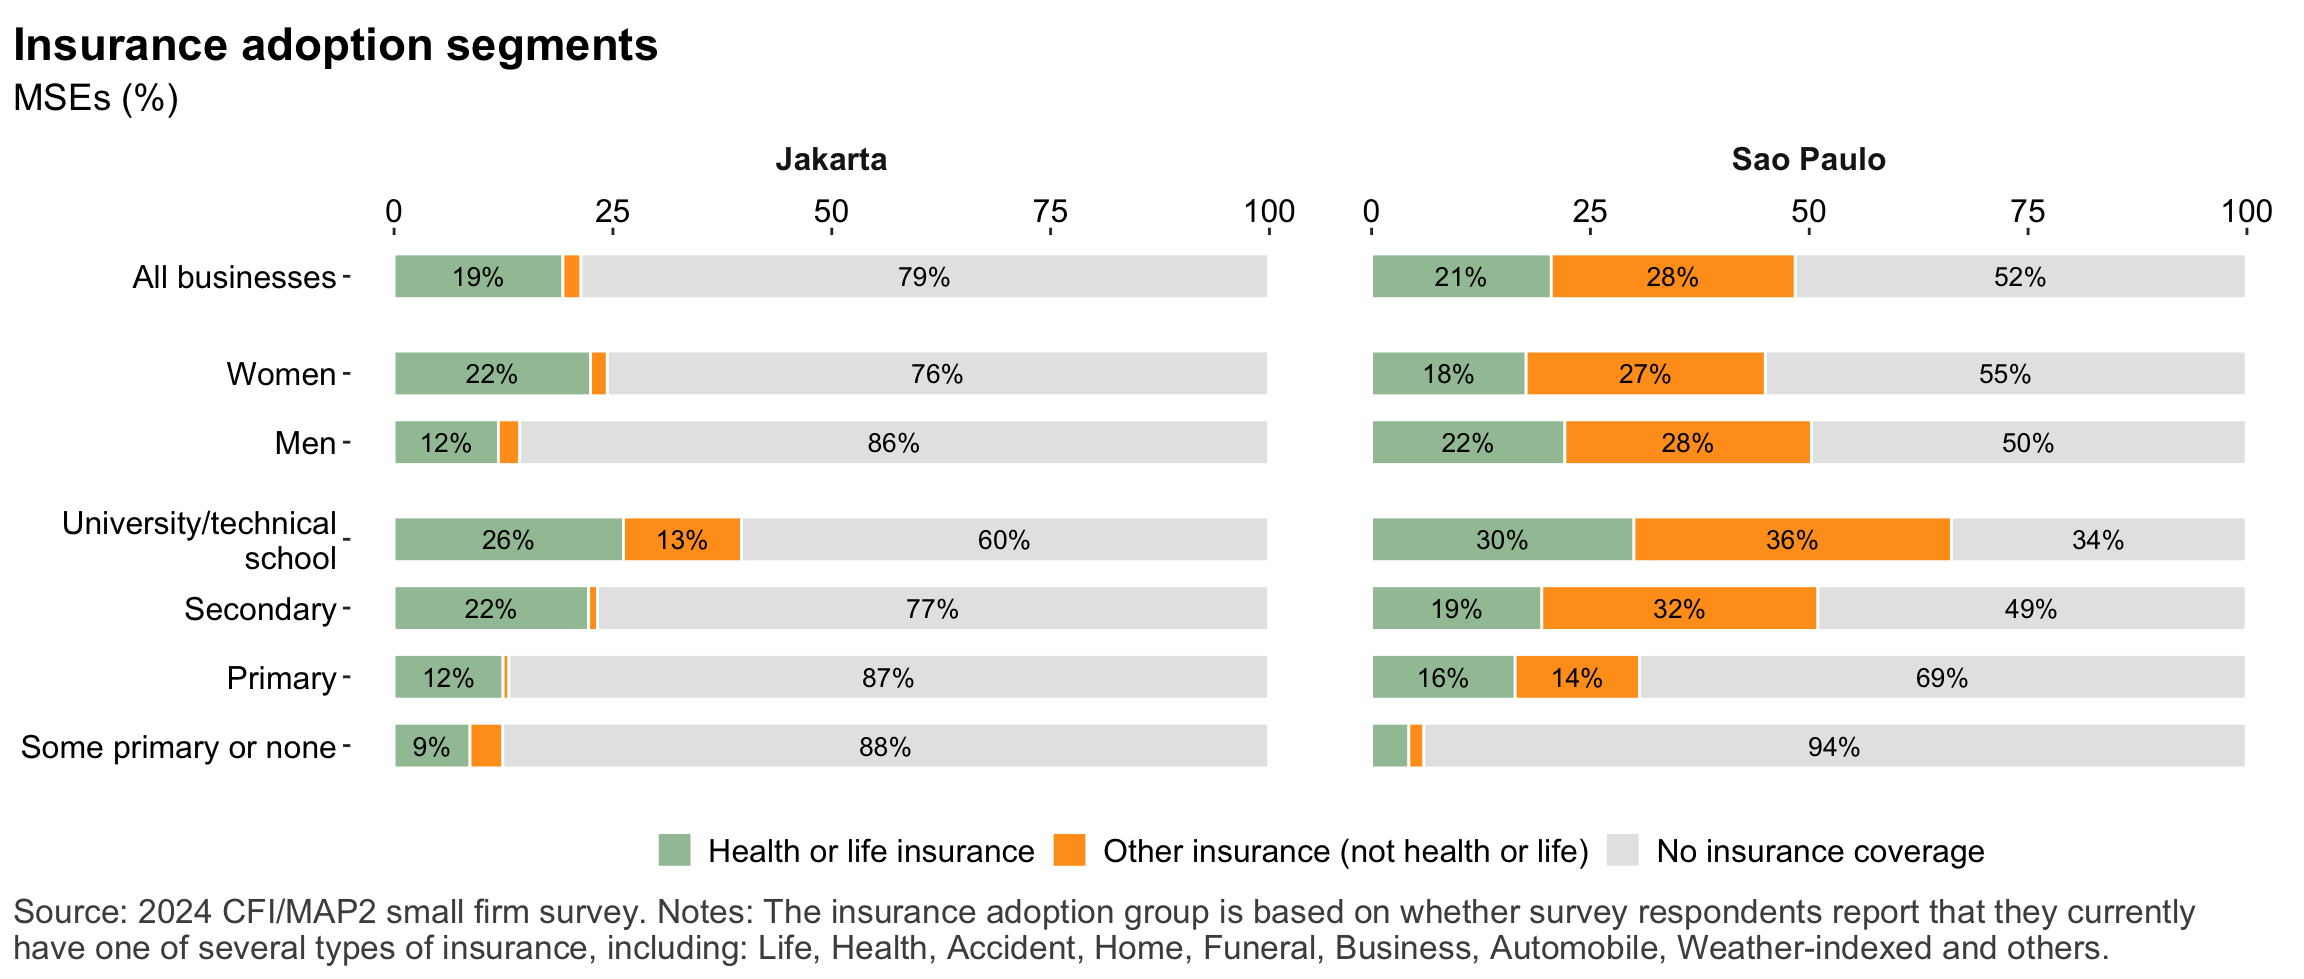 Insurance adoption segments
MSEs (%)
Jakarta
Sao Paulo
0 25 50 75 100
0 25 50 75 100
All businesses 19% 79% 21% 28% 52%
Women 22% 76% 18% 27% 55%
Men 12% 86% 22% 28% 50%
University/technical
school 26% 13% 60% 30% 36% 34%
Secondary 22% 77% 19% 32% 49%
Primary 12% 87% 16% 14% 69%
Some primary or none 9% 88% 94%
Health or life insurance Other insurance (not health or life) No insurance coverage
Source: 2024 CFI/MAP2 small firm survey. Notes: The insurance adoption group is based on whether survey respondents report that they currently
have one of several types of insurance, including: Life, Health, Accident, Home, Funeral, Business, Automobile, Weather-indexed and others.